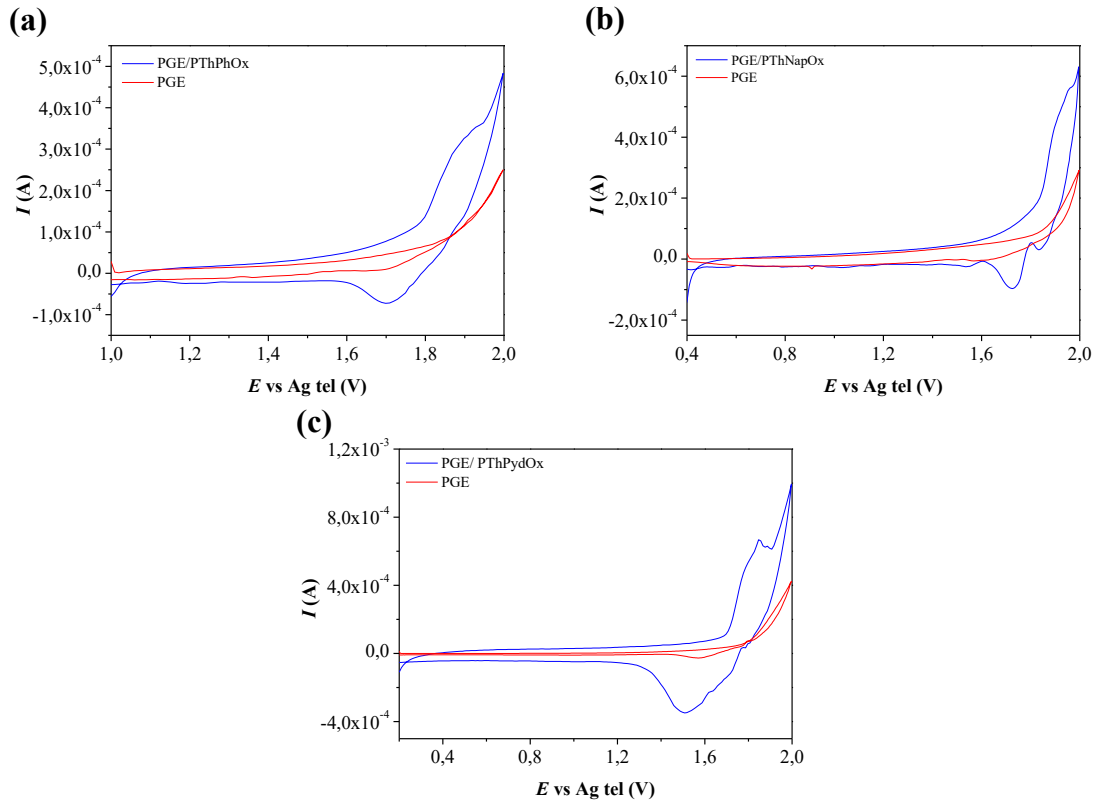 (a)
PGE/PThPhOx
PGE
5,0x10-4
4,0x10-4
3,0x10-4
2,0x10-4
1,0x10-4
0,0
-1,0x10-4
I (A)
1,0 1,2 1,4 1,6 1,8 2,0
E vs Ag tel (V)
(b)
PGE/PThNapOx
PGE
6,0x10-4
4,0x10-4
2,0x10-4
0,0
-2,0x10-4
I (A)
0,4 0,8 1,2 1,6 2,0
E vs Ag tel (V)
(c)
PGE/ PThPydOx
PGE
1,2x10-3
8,0x10-4
4,0x10-4
0,0
-4,0x10-4
I (A)
0,4 0,8 1,2 1,6 2,0
E vs Ag tel (V)